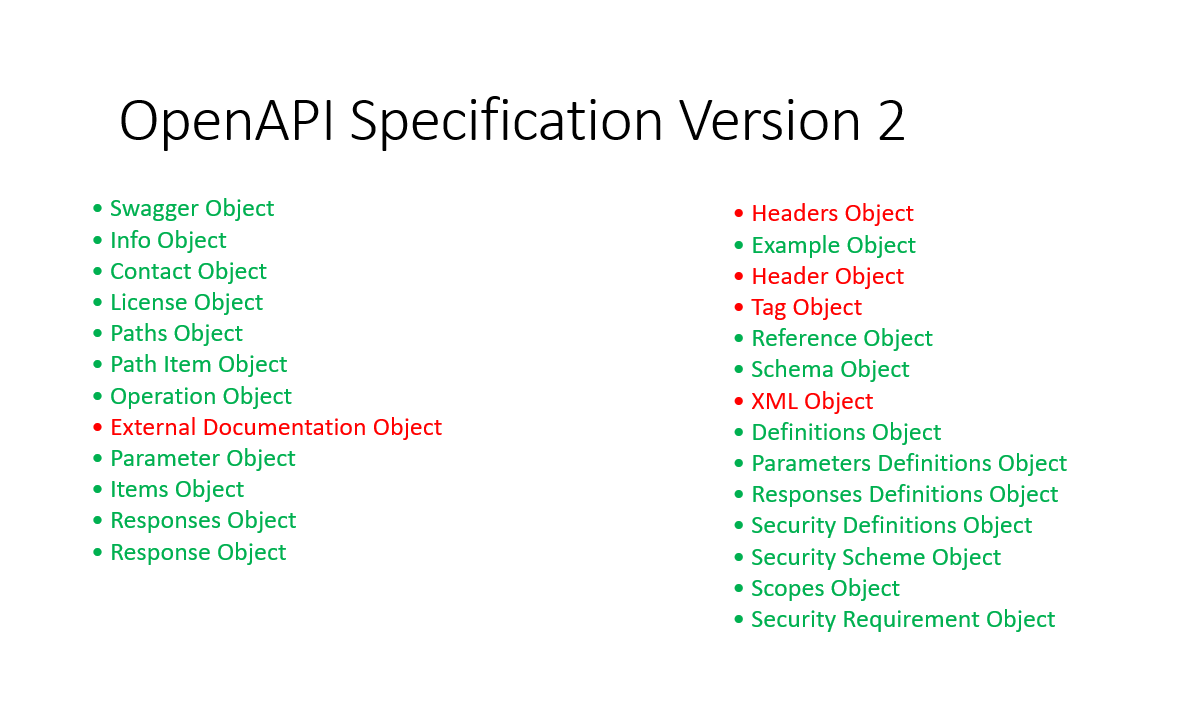 OpenAPI Specification Version 2
• Swagger Object
• Info Object
• Contact Object
• License Object
• Paths Object
• Path Item Object
• Operation Object
• External Documentation Object
• Parameter Object
• Items Object
• Responses Object
• Response Object
• Headers Object
• Example Object
• Header Object
• Tag Object
• Reference Object
• Schema Object
• XML Object
• Definitions Object
• Parameters Definitions Object
• Responses Definitions Object
• Security Definitions Object
• Security Scheme Object
• Scopes Object
• Security Requirement Object